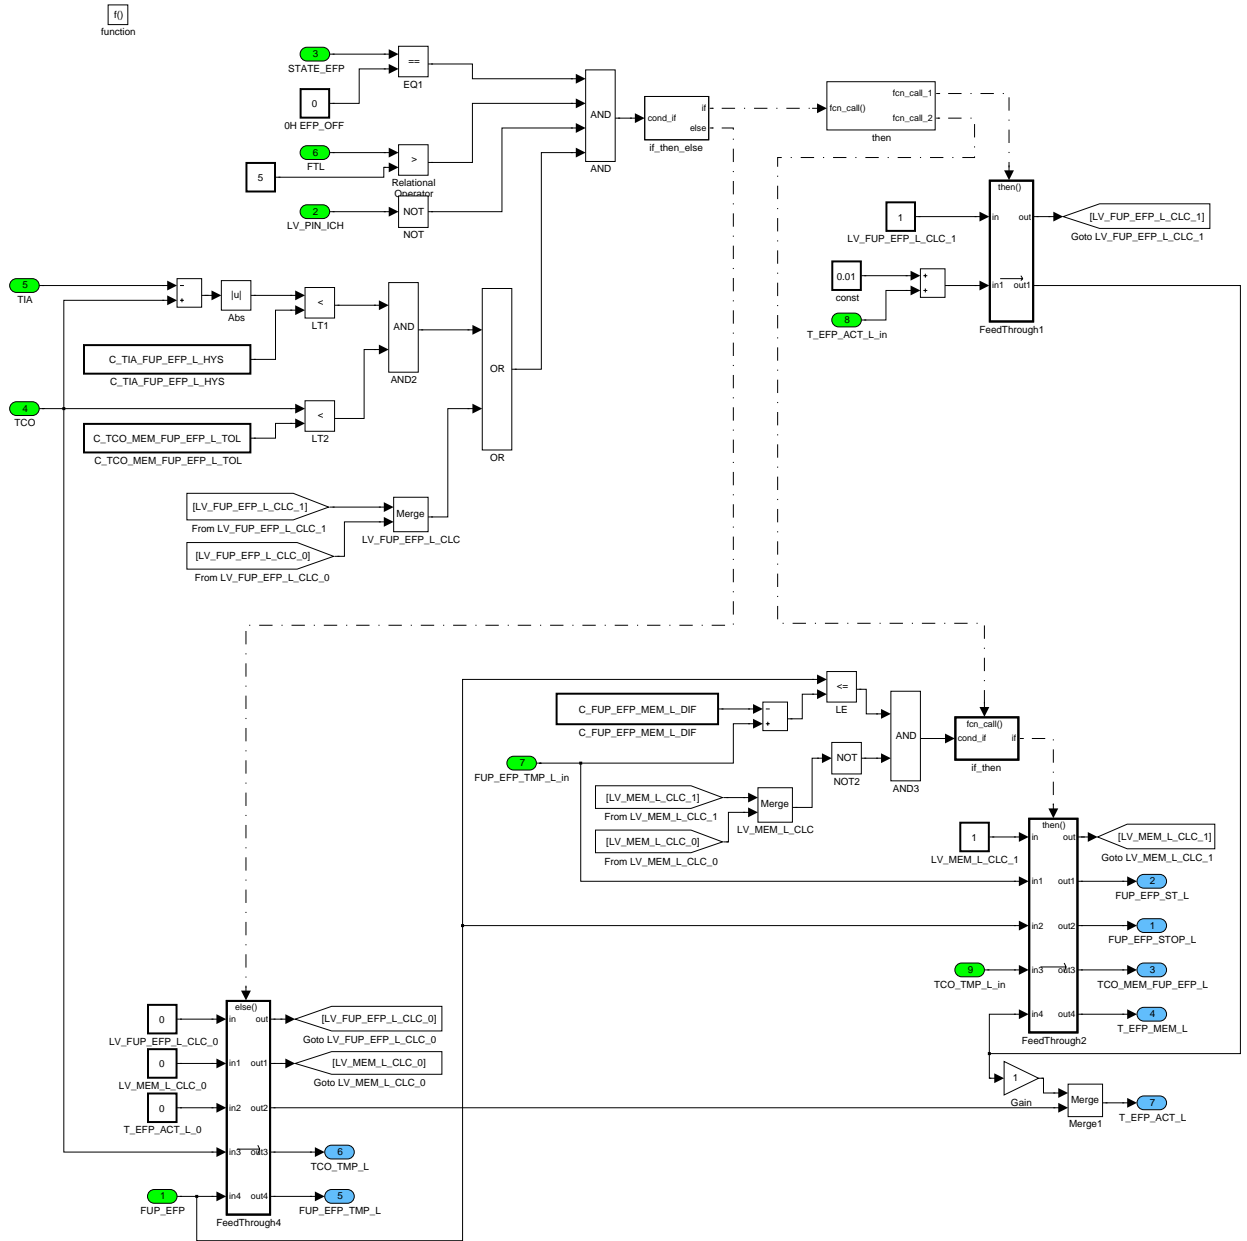 f()
function
3
STATE_EFP
==
EQ1
0
0H EFP_OFF
6
FTL
5
>
Relational
Operator
2
LV_PIN_ICH
NOT
NOT
AND
AND
cond_if
if
else
if_then_else
fcn_call()
fcn_call_1
fcn_call_2
then
then()
in
out
in1
out1
FeedThrough1
1
LV_FUP_EFP_L_CLC_1
[LV_FUP_EFP_L_CLC_1]
Goto LV_FUP_EFP_L_CLC_1
0.01
const
+
+
8
T_EFP_ACT_L_in
5
TIA
−
+
|u|
Abs
<
LT1
C_TIA_FUP_EFP_L_HYS
C_TIA_FUP_EFP_L_HYS
AND
AND2
OR
OR
4
TCO
<
LT2
C_TCO_MEM_FUP_EFP_L_TOL
C_TCO_MEM_FUP_EFP_L_TOL
[LV_FUP_EFP_L_CLC_1]
From LV_FUP_EFP_L_CLC_1
Merge
LV_FUP_EFP_L_CLC
[LV_FUP_EFP_L_CLC_0]
From LV_FUP_EFP_L_CLC_0
<=
LE
C_FUP_EFP_MEM_L_DIF
C_FUP_EFP_MEM_L_DIF
−
+
AND
AND3
fcn_call()
cond_if
if
if_then
7
FUP_EFP_TMP_L_in
NOT
NOT2
[LV_MEM_L_CLC_1]
From LV_MEM_L_CLC_1
Merge
LV_MEM_L_CLC
[LV_MEM_L_CLC_0]
From LV_MEM_L_CLC_0
then()
in
out
in1
out1
in2
out2
in3
out3
in4
out4
FeedThrough2
1
LV_MEM_L_CLC_1
[LV_MEM_L_CLC_1]
Goto LV_MEM_L_CLC_1
2
FUP_EFP_ST_L
1
FUP_EFP_STOP_L
9
TCO_TMP_L_in
3
TCO_MEM_FUP_EFP_L
4
T_EFP_MEM_L
else()
in
out
in1
out1
in2
out2
in3
out3
in4
out4
FeedThrough4
0
LV_FUP_EFP_L_CLC_0
[LV_FUP_EFP_L_CLC_0]
Goto LV_FUP_EFP_L_CLC_0
0
LV_MEM_L_CLC_0
[LV_MEM_L_CLC_0]
Goto LV_MEM_L_CLC_0
0
T_EFP_ACT_L_0
1
Gain
Merge
Merge1
7
T_EFP_ACT_L
6
TCO_TMP_L
1
FUP_EFP
5
FUP_EFP_TMP_L